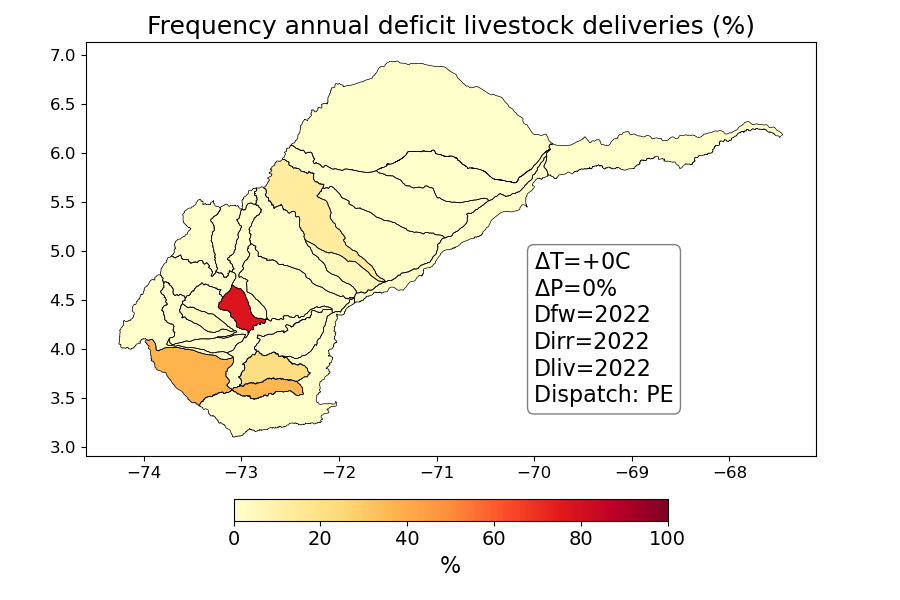 Frequency annual deficit livestock deliveries (%)
7.0
6.5
6.0
5.5
5.0
4.5
4.0
3.5
3.0
ΔT=+0C
ΔP=0%
Dfw=2022
Dirr=2022
Dliv=2022
Dispatch: PE
−74 −73 −72 −71 −70 −69 −68
0 20 40 60 80 100
%